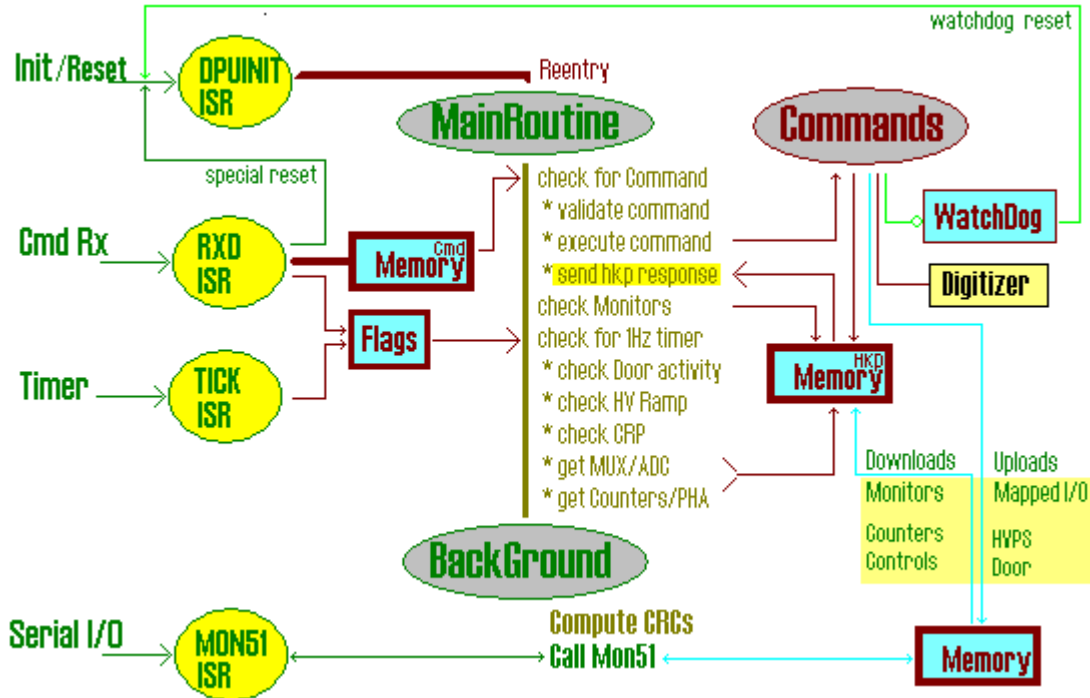 watchdog reset
Init/Reset
DPUINIT
ISR
Reentry
MainRoutine
Commands
special reset
check for Command
* validate command
* execute command
* send hkp response
check Monitors
check for 1Hz timer
* check Door activity
* check HV Ramp
* check CRP
* get MUX/ADC
* get Counters/PHA
Cmd Rx
RXD
ISR
Cmd
Memory
Flags
Timer
TICK
ISR
WatchDog
Digitizer
HKP
Memory
Downloads
Monitors
Counters
Controls
Uploads
Mapped I/O
HVPS
Door
BackGround
Serial I/O
MON51
ISR
Compute CRCs
Call Mon51
Memory